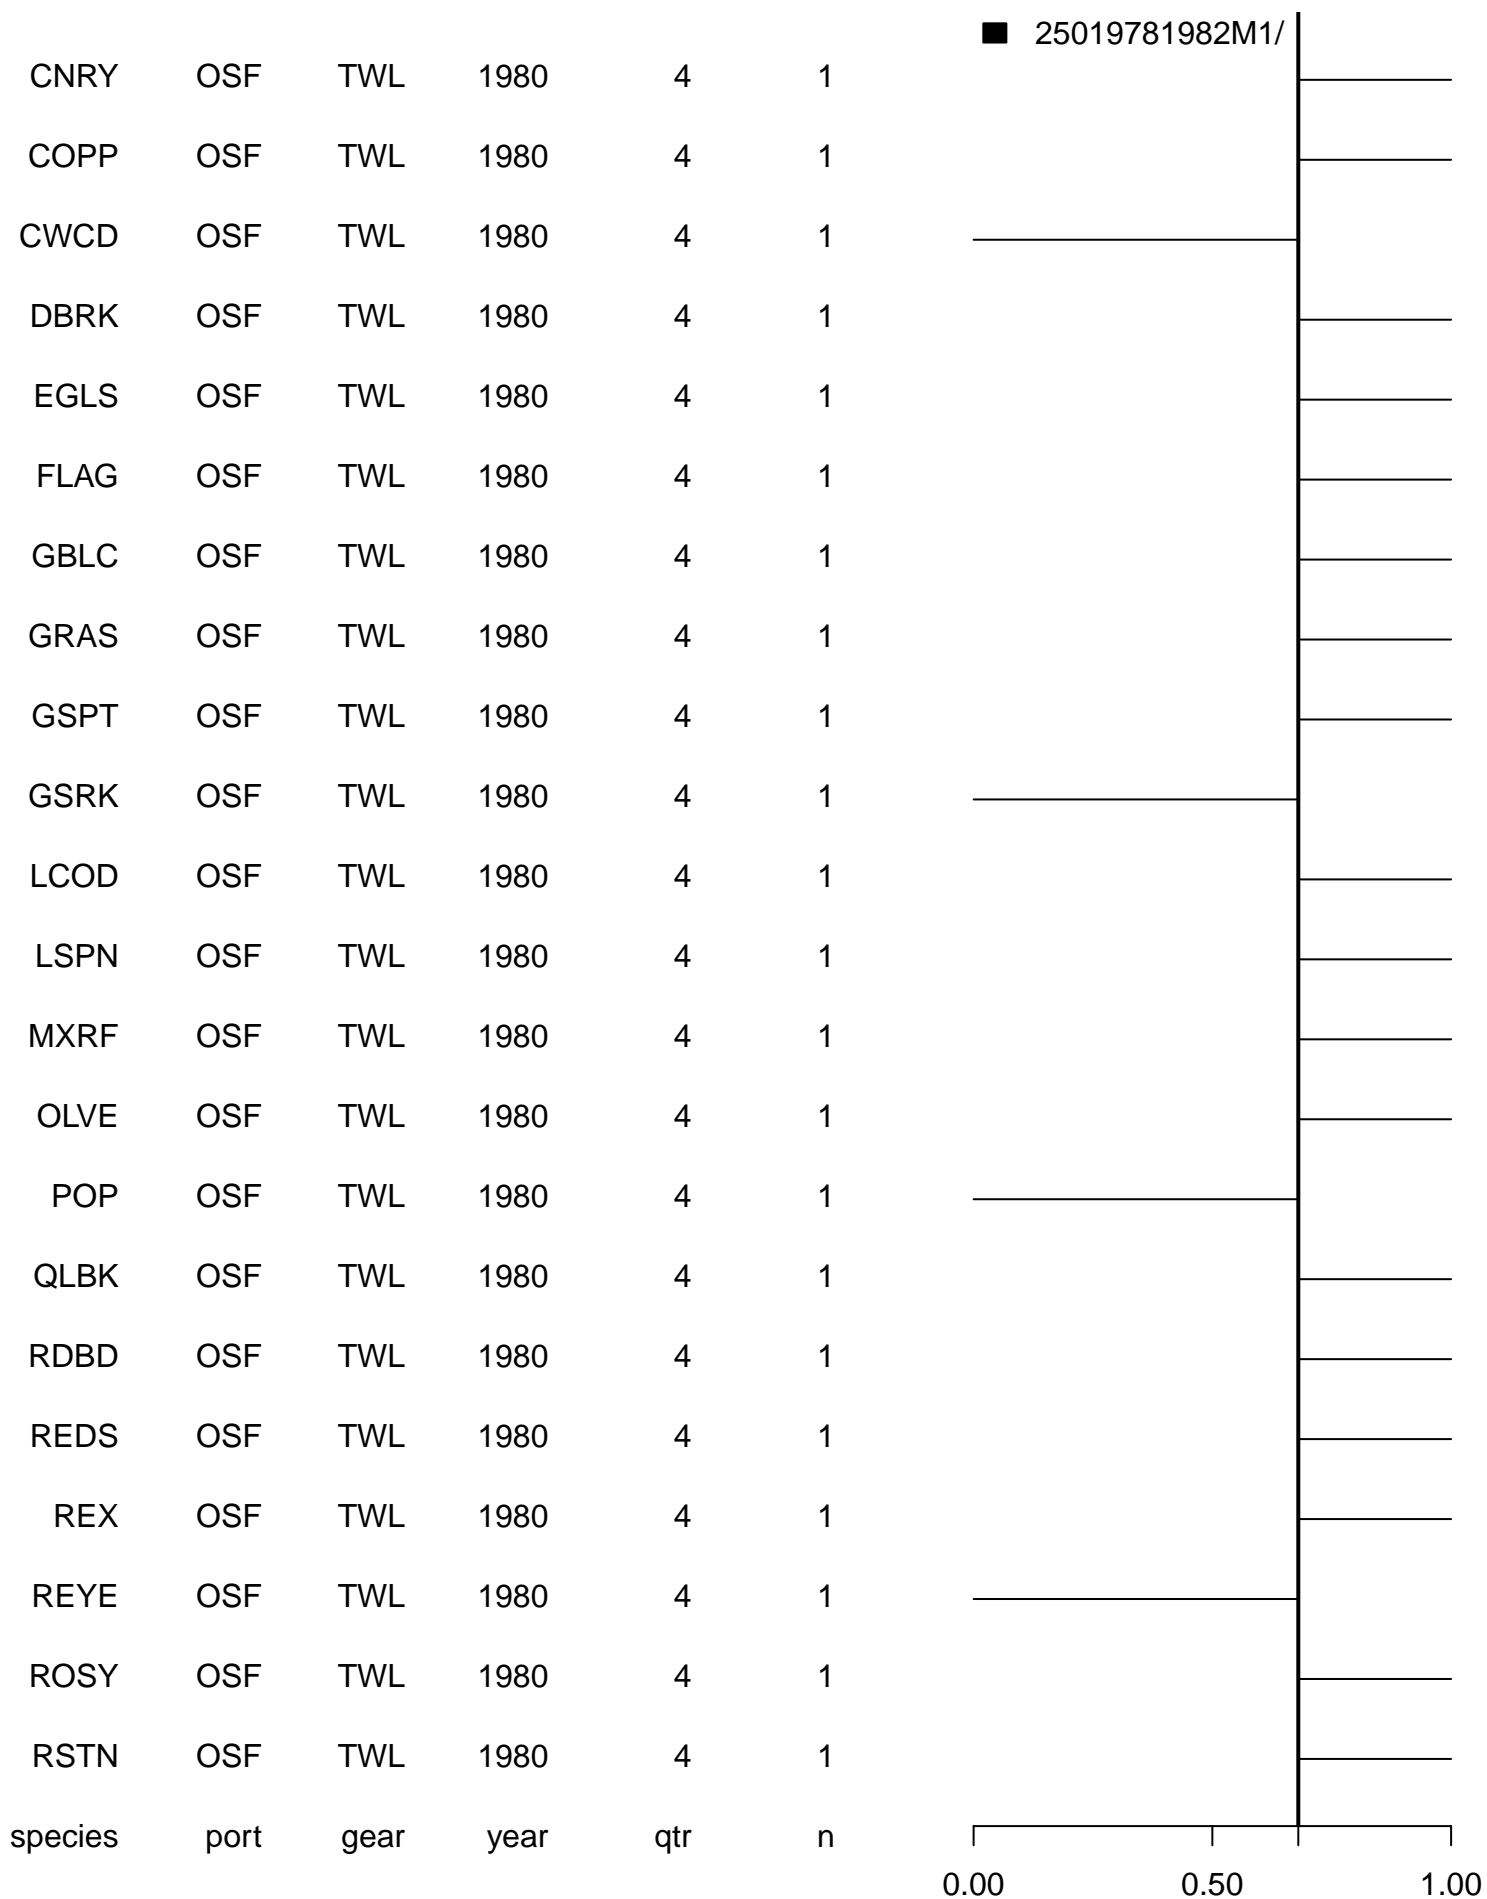 25019781982M1/
CNRY OSF TWL 1980 4 1
COPP OSF TWL 1980 4 1
CWCD OSF TWL 1980 4 1
DBRK OSF TWL 1980 4 1
EGLS OSF TWL 1980 4 1
FLAG OSF TWL 1980 4 1
GBLC OSF TWL 1980 4 1
GRAS OSF TWL 1980 4 1
GSPT OSF TWL 1980 4 1
GSRK OSF TWL 1980 4 1
LCOD OSF TWL 1980 4 1
LSPN OSF TWL 1980 4 1
MXRF OSF TWL 1980 4 1
OLVE OSF TWL 1980 4 1
POP OSF TWL 1980 4 1
QLBK OSF TWL 1980 4 1
RDBD OSF TWL 1980 4 1
REDS OSF TWL 1980 4 1
REX OSF TWL 1980 4 1
REYE OSF TWL 1980 4 1
ROSY OSF TWL 1980 4 1
RSTN OSF TWL 1980 4 1
species port gear year qtr n
0.00 0.50 1.00